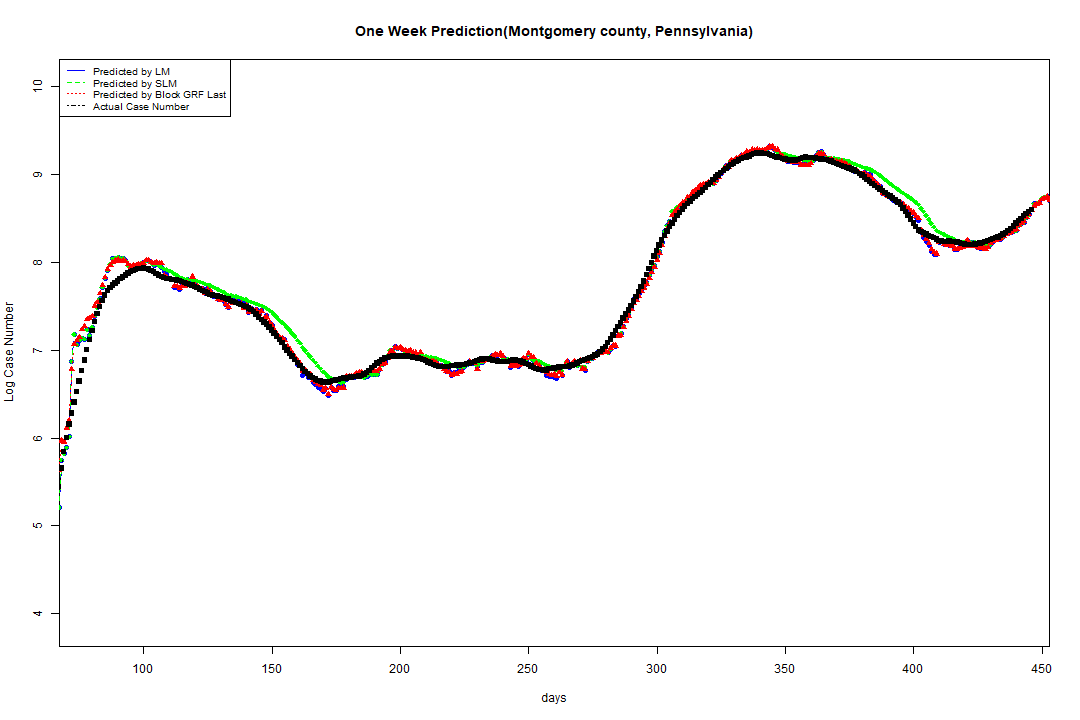 One Week Prediction(Montgomery county, Pennsylvania)
Predicted by LM
Predicted by SLM
Predicted by Block GRF Last
Actual Case Number
10
9
8
7
6
5
4
Log Case Number
100 150 200 250 300 350 400 450
days